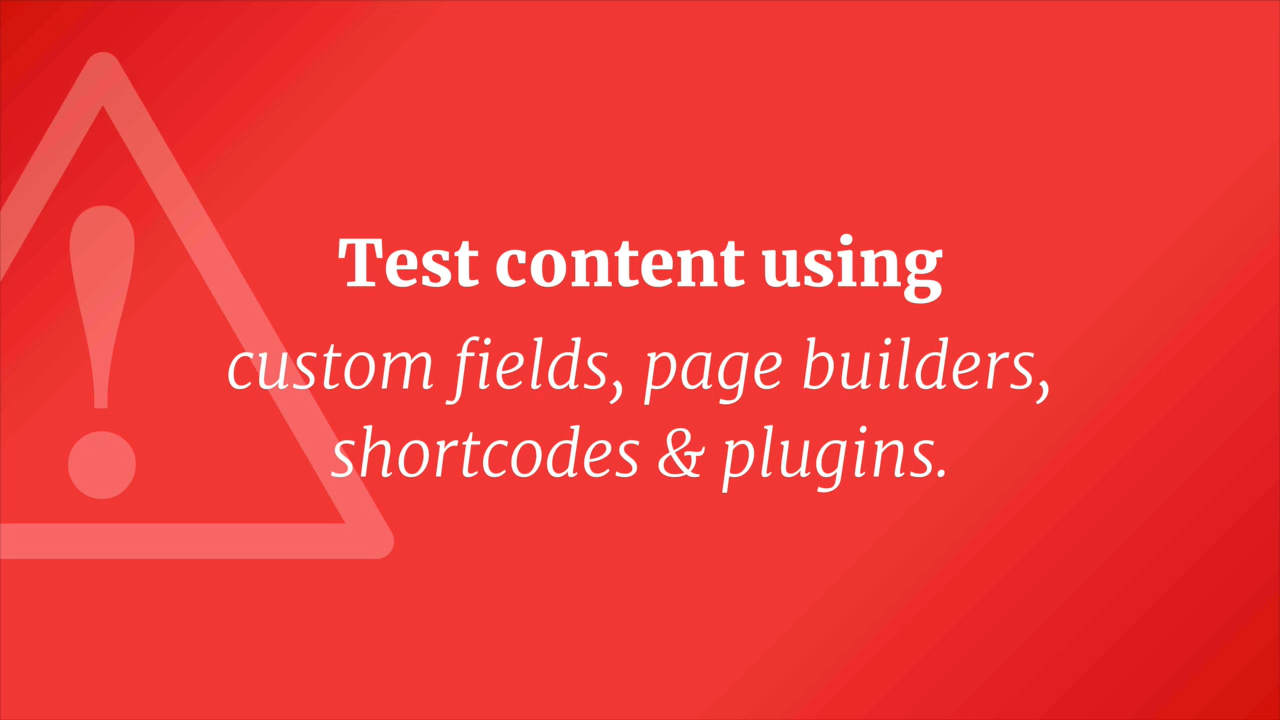 Test content using
custom fields, page builders,
shortcodes & plugins.